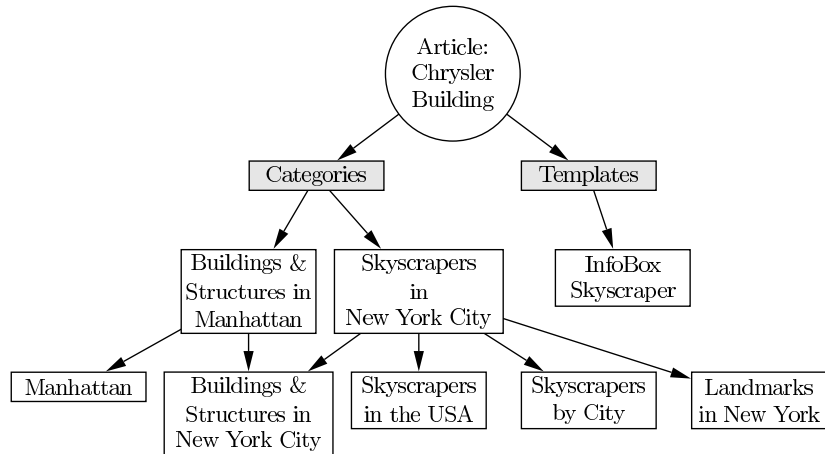 Article:
Chrysler
Building
Categories
Templates
Buildings &
Structures in
Manhattan
Skyscrapers
in
New York City
InfoBox
Skyscraper
Manhattan
Buildings &
Structures in
New York City
Skyscrapers
in the USA
Skyscrapers
by City
Landmarks
in New York